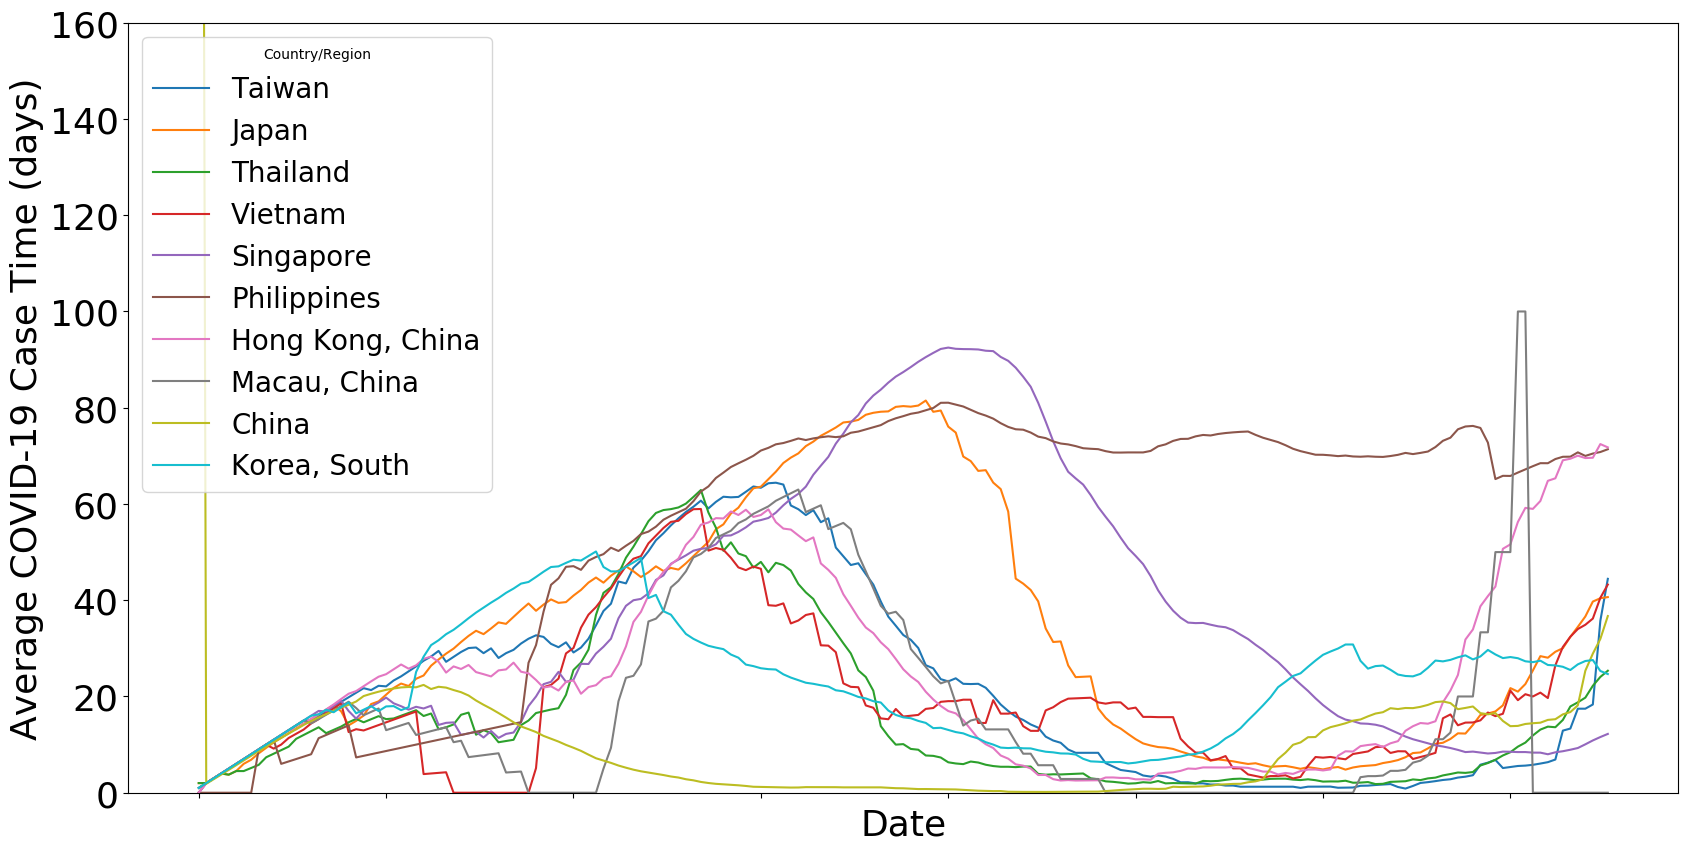 Average COVID-19 Case Time (days)
160
140
120
100
80
60
40
20
0
Country/Region
Taiwan
Japan
Thailand
Vietnam
Singapore
Philippines
Hong Kong, China
Macau, China
China
Korea, South
Date